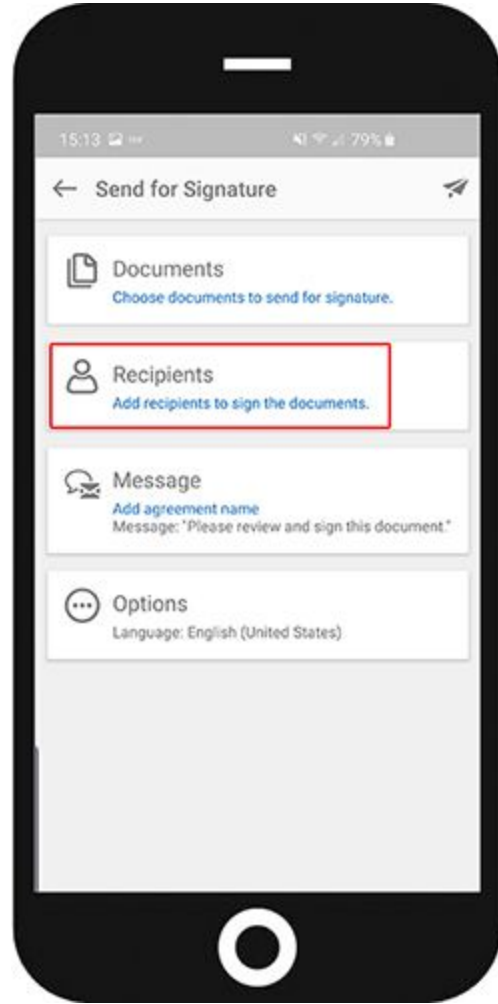 15:13 79%
Send for Signature
Documents
Choose documents to send for signature.
Recipients
Add recipients to sign the documents.
Message
Add agreement name
Message: "Please review and sign this document."
Options
Language: English (United States)